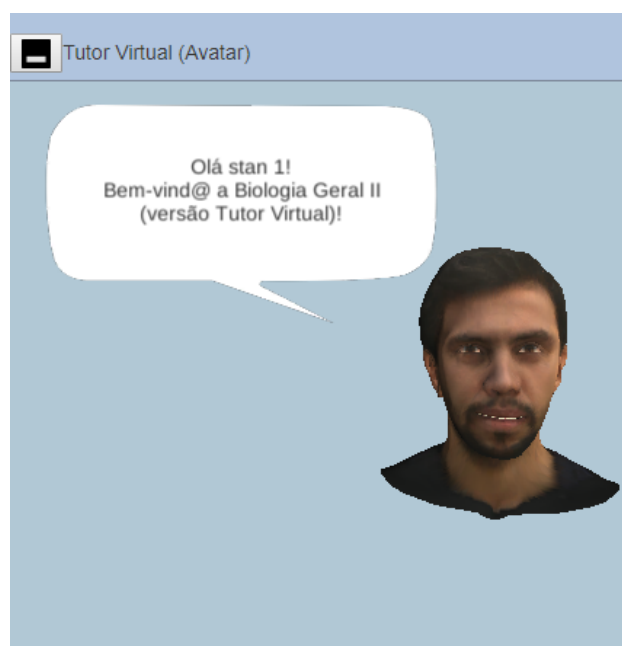 Tutor Virtual (Avatar)
Olá stan 1!
Bem-vind@ a Biologia Geral II
(versão Tutor Virtual)!